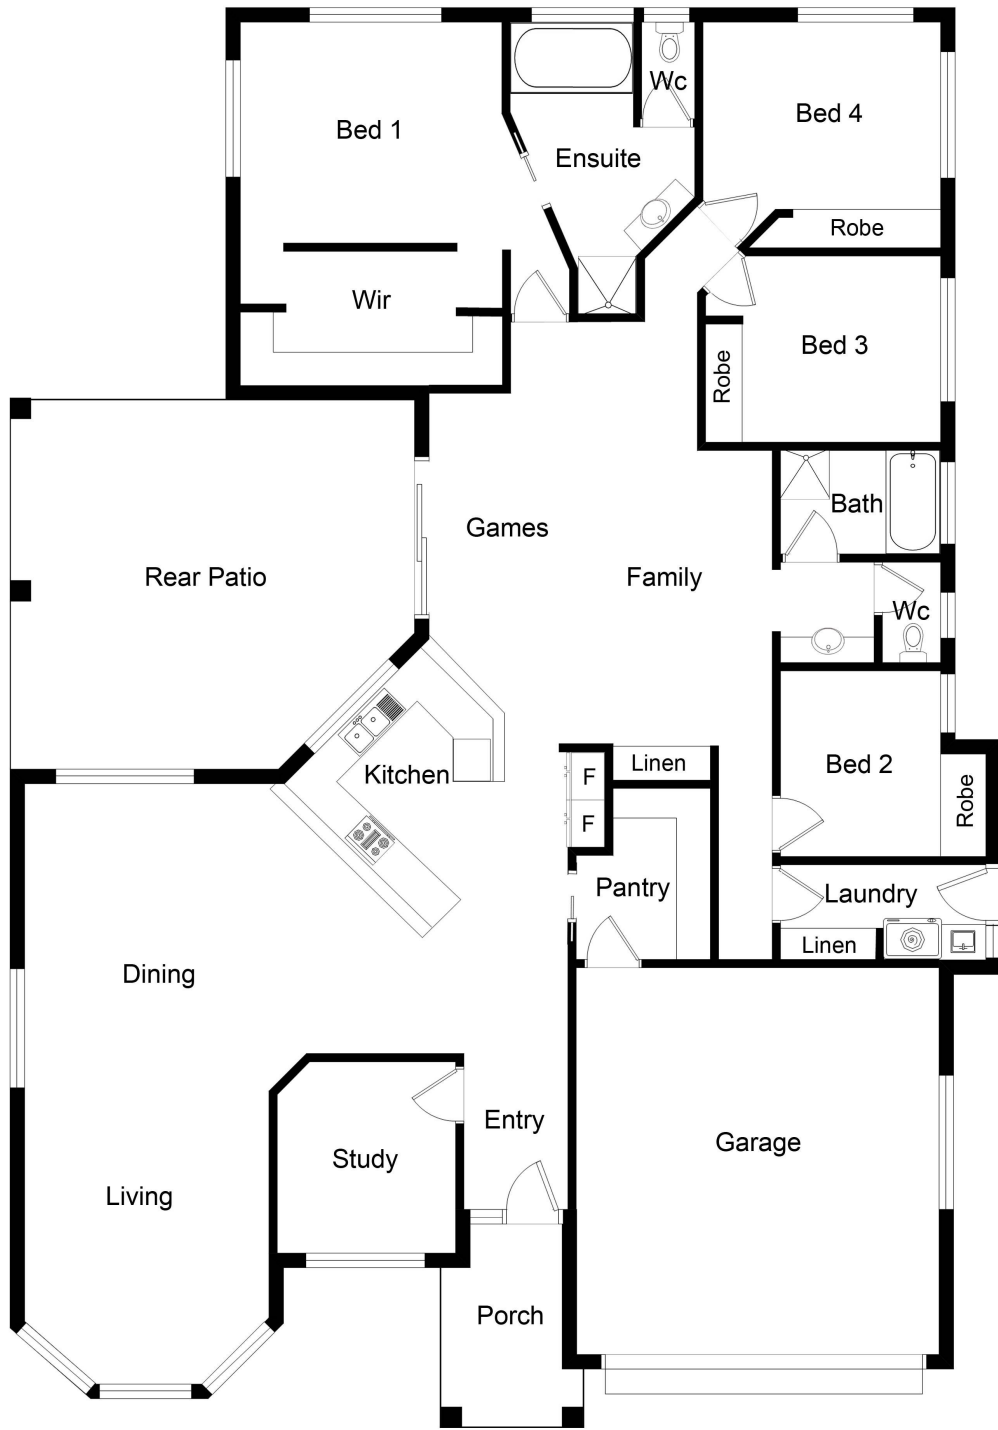 Wc
Bed 4
Bed 1
Ensuite
Robe
Wir
Bed 3
Robe
Bath
Games
Rear Patio
Family
Wc
Linen
Bed 2
Kitchen
F
Robe
F
Pantry
Laundry
Linen
Dining
Entry
Garage
Study
Living
Porch